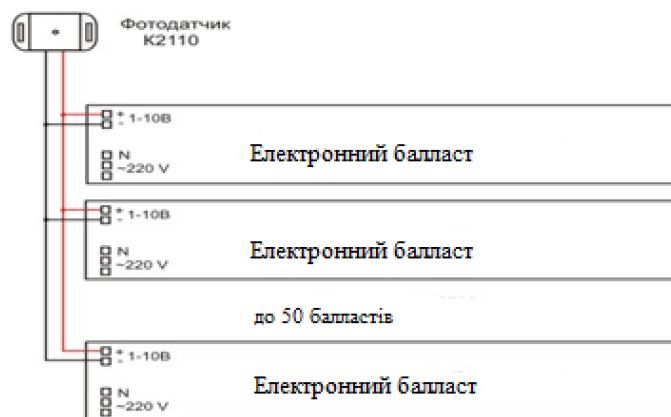 Фотодатчик
K2110
+ 1-10В
-
Електронний балласт
N
~220 V
+ 1-10В
-
Електронний балласт
N
~220 V
до 50 балластів
+ 1-10В
-
Електронний балласт
N
~220 V